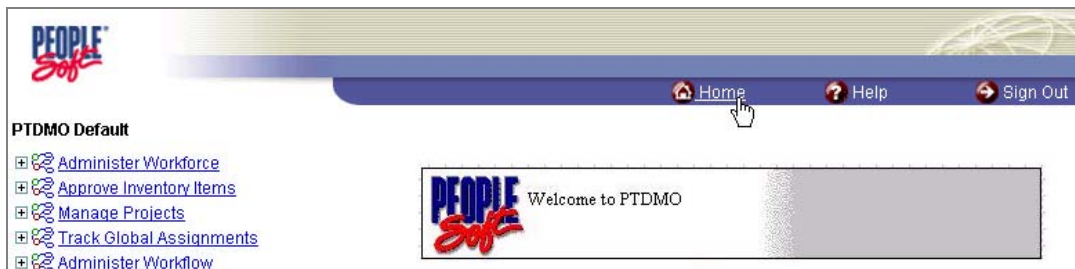 PEOPLE
Soft
Home Help Sign Out
PTDMO Default
Administer Workforce
Approve Inventory Items
Manage Projects
Track Global Assignments
Administer Workflow
PEOPLE
Soft
Welcome to PTDMO